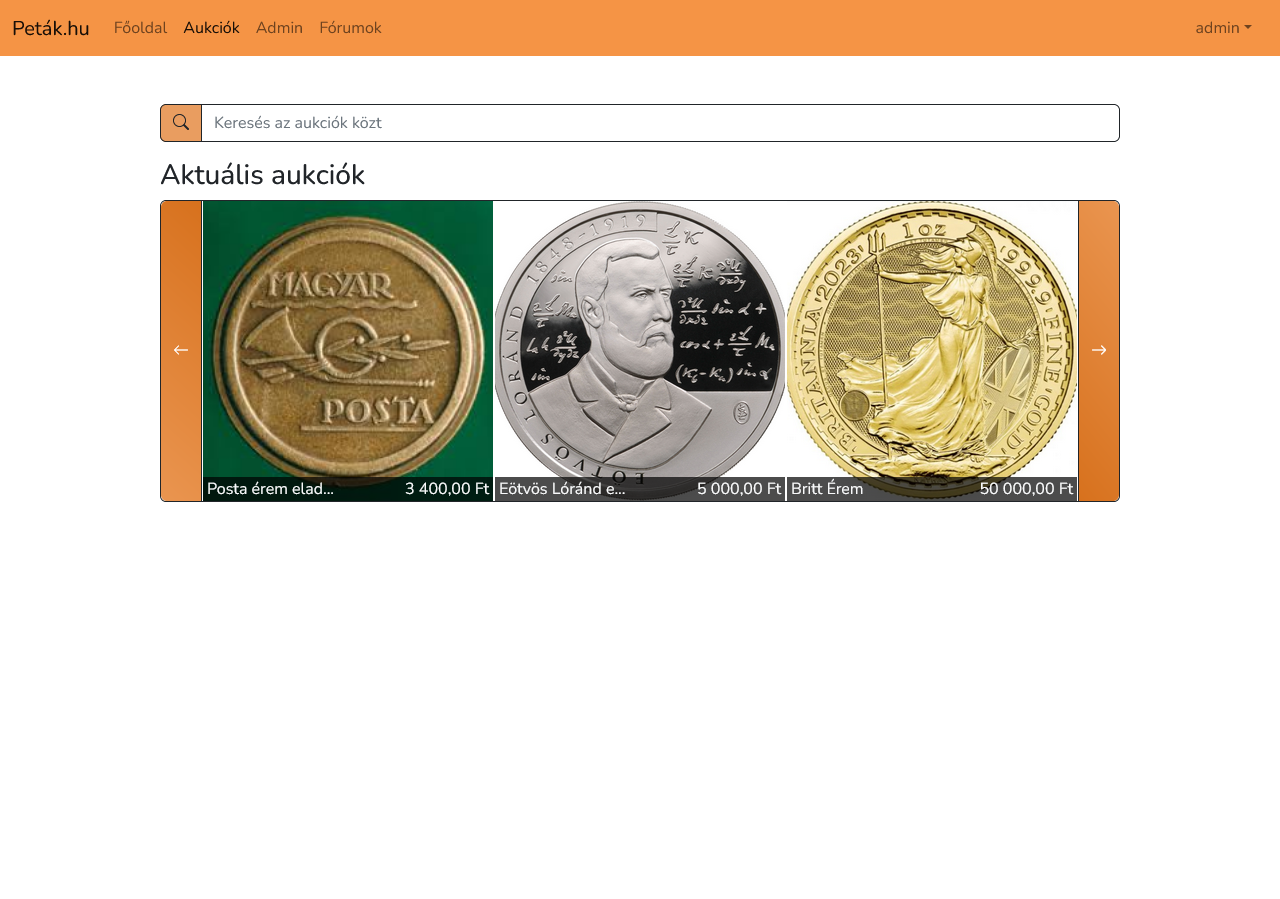 Peták.hu Főoldal Aukciók Admin Fórumok admin
Keresés az aukciók közt
Aktuális aukciók
MAGYAR
POSTA
EÖTVÖS LORÁND 1848-1919
BRITANNIA '2023' 1 oz 999.9 FINE GOLD
Posta érem elad... 3 400,00 Ft
Eötvös Lóránd e... 5 000,00 Ft
Britt Érem 50 000,00 Ft